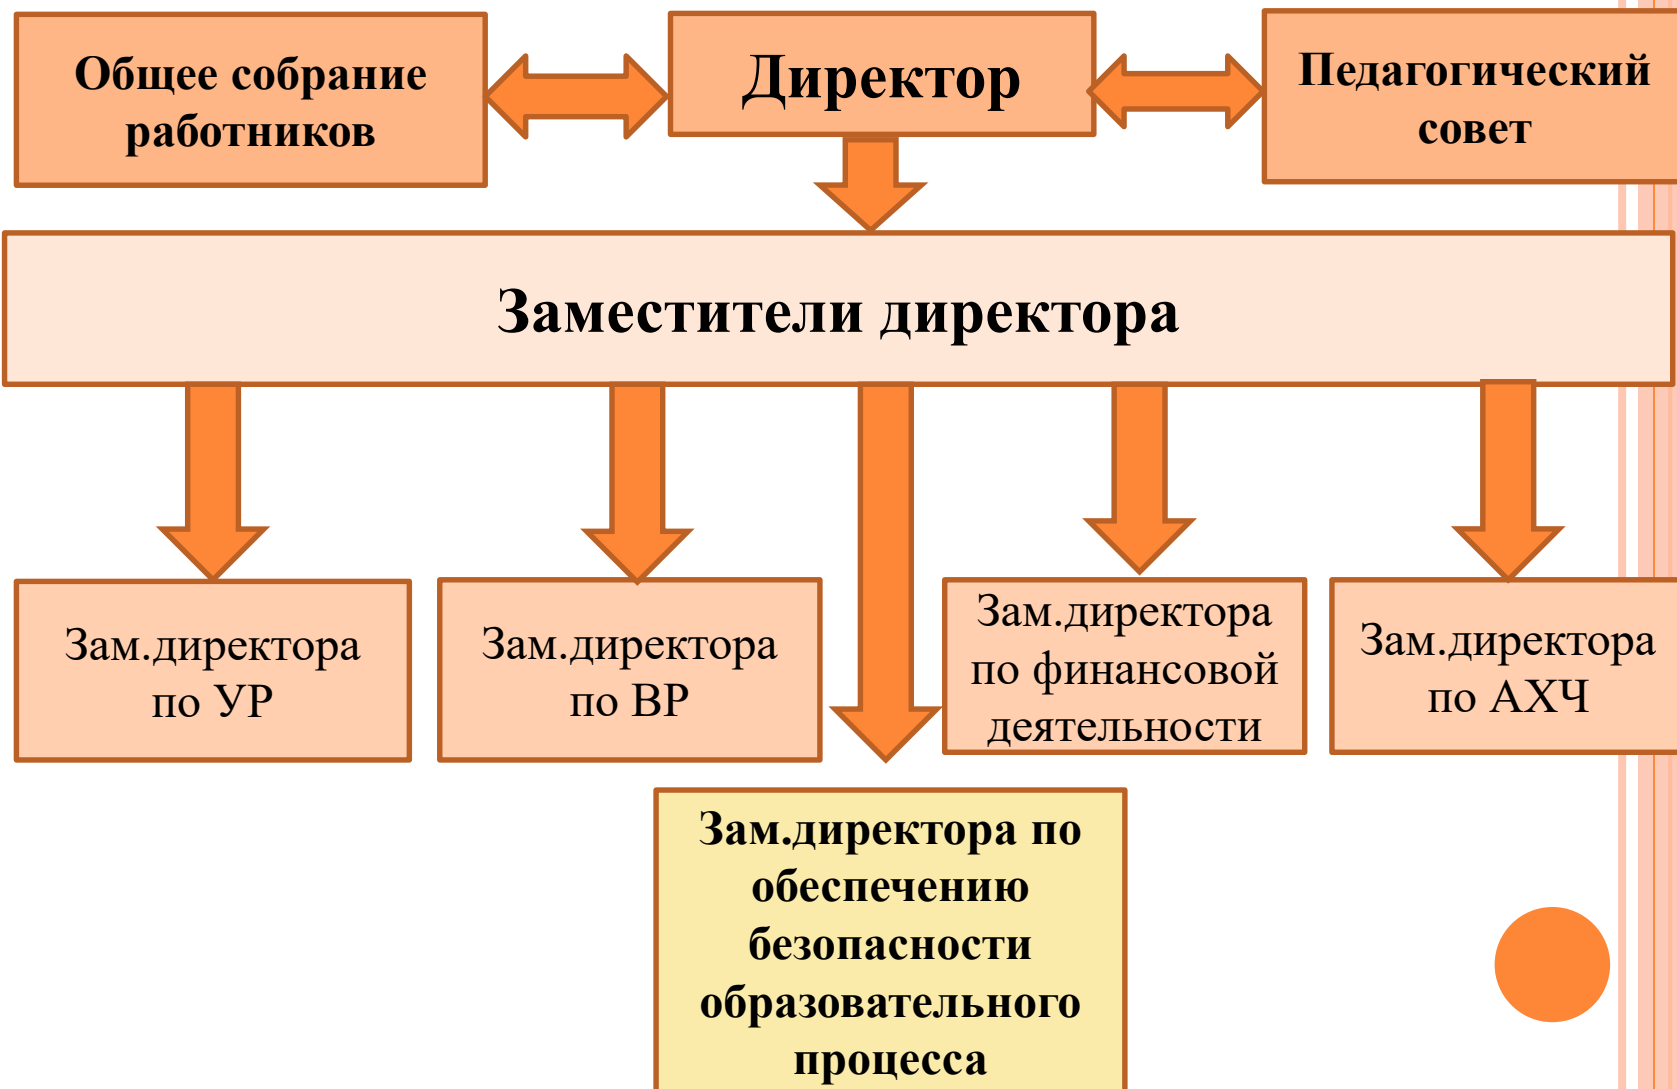 Общее собрание
работников
Директор
Педагогический
совет
Заместители директора
Зам.директора
по УР
Зам.директора
по ВР
Зам.директора
по финансовой
деятельности
Зам.директора
по АХЧ
Зам.директора по
обеспечению
безопасности
образовательного
процесса